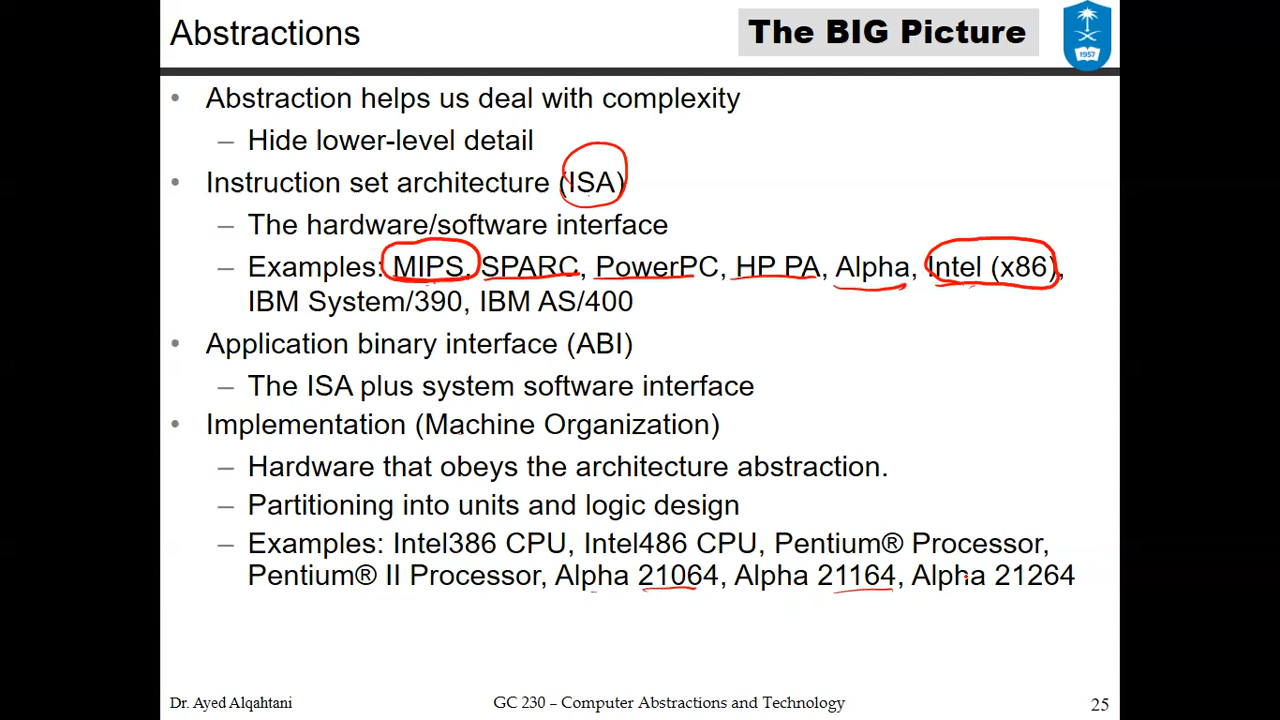 Abstractions
The BIG Picture
1957
• Abstraction helps us deal with complexity
– Hide lower-level detail
• Instruction set architecture (ISA)
– The hardware/software interface
– Examples: MIPS, SPARC, PowerPC, HP PA, Alpha, Intel (x86),
IBM System/390, IBM AS/400
• Application binary interface (ABI)
– The ISA plus system software interface
• Implementation (Machine Organization)
– Hardware that obeys the architecture abstraction.
– Partitioning into units and logic design
– Examples: Intel386 CPU, Intel486 CPU, Pentium® Processor,
Pentium® II Processor, Alpha 21064, Alpha 21164, Alpha 21264
Dr. Ayed Alqahtani
GC 230 – Computer Abstractions and Technology
25